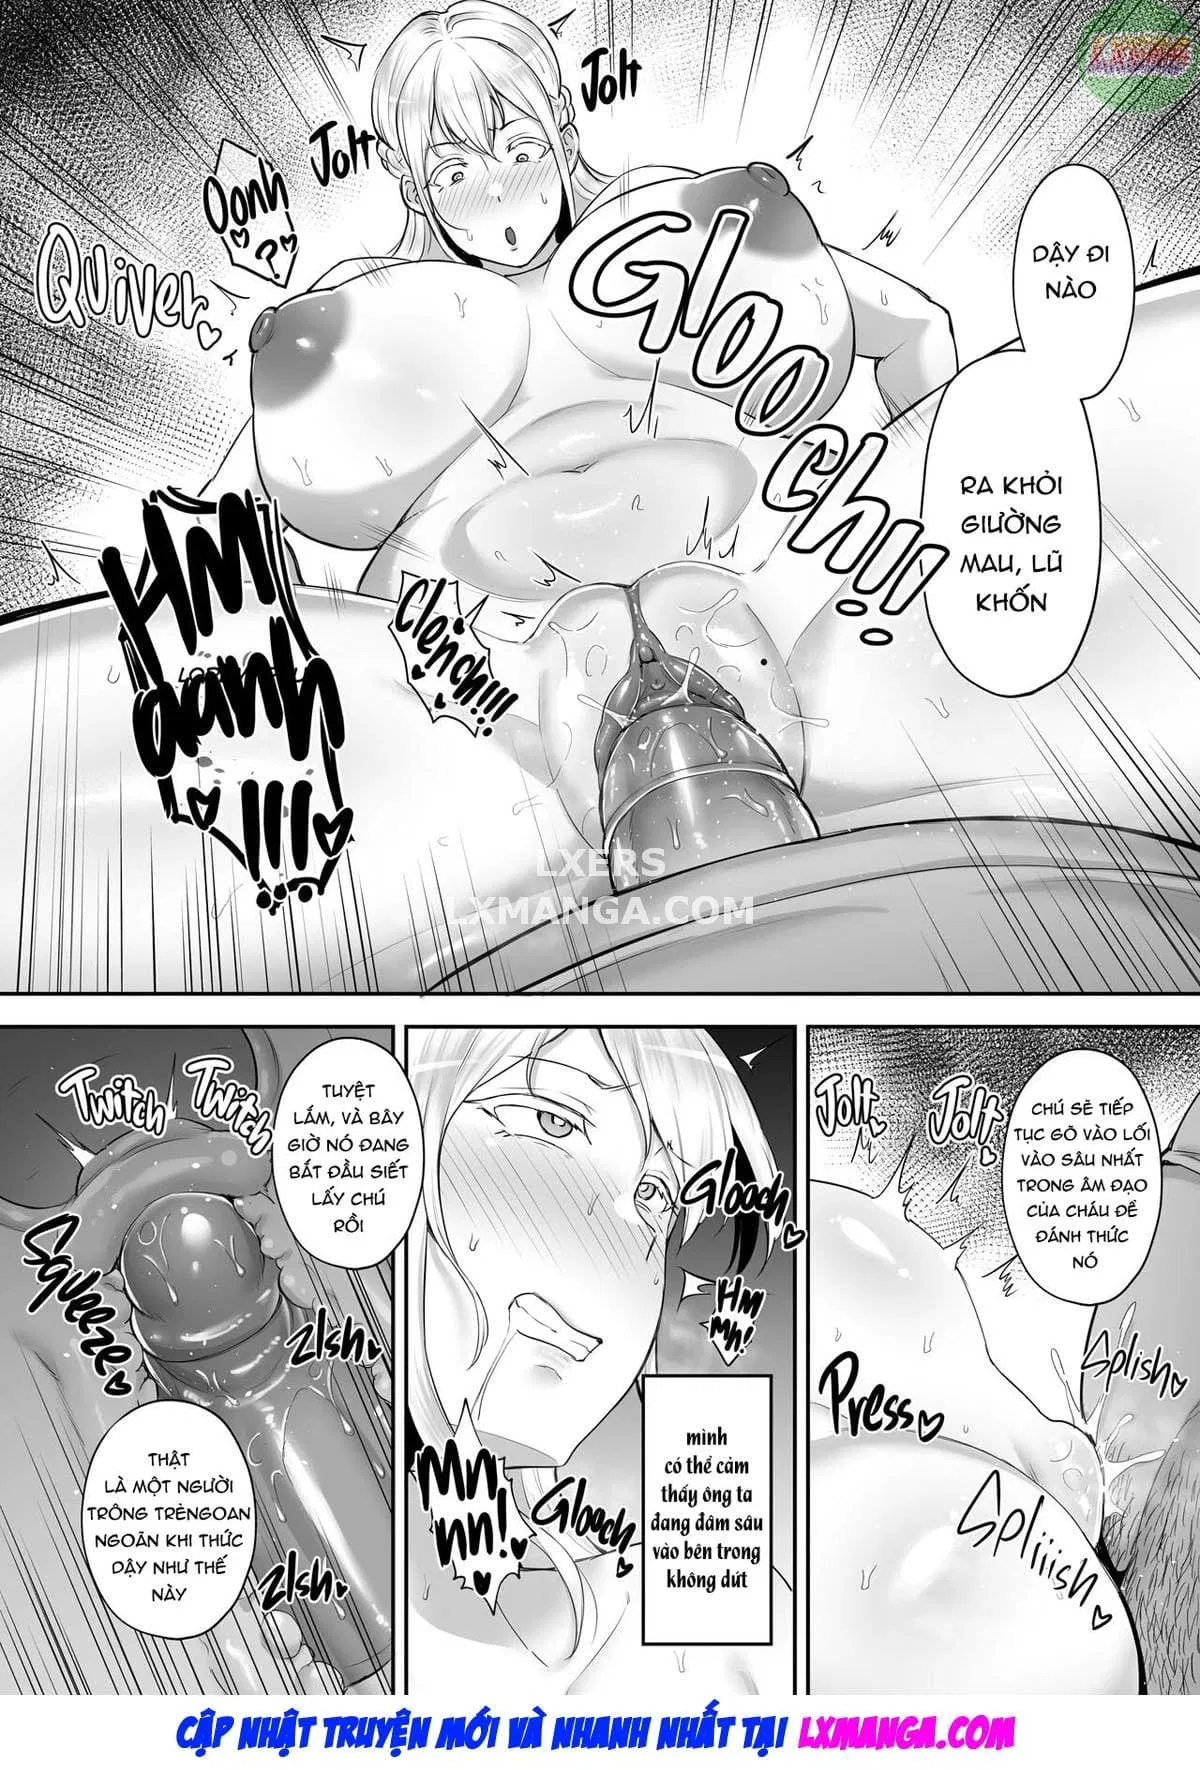 LXMANGA
JOLT
JOLT
OONH
?
QUIVER
GLOOCH!!!
DẬY ĐI
NÀO
RA KHỎI
GIƯỜNG
MAU, LŨ
KHỐN
HM
AANH
!!!
CLENCH!!!
LXERS
LXMANGA.COM
TWITCH
TWITCH
TUYỆT
LẮM, VÀ BÂY
GIỜ NÓ ĐANG
BẮT ĐẦU SIẾT
LẤY CHÚ
RỒI
SQUEEZE
ZLSH
THẬT
LÀ MỘT NGƯỜI
TRÔNG TRẺNGOAN
NGOÃN KHI THỨC
DẬY NHƯ THẾ
NÀY
ZLSH
GLOOCH
HM
MN!
MN
NN!
GLOOCH
mình
có thể cảm
thấy ông ta
đang đâm sâu
vào bên trong
không dứt
JOLT
JOLT
CHÚ SẼ TIẾP
TỤC GÕ VÀO LỐI
VÀO SÂU NHẤT
TRONG ÂM ĐẠO
CỦA CHÁU ĐỂ
ĐÁNH THỨC
NÓ
SPLISH
PRESS
SPLIIISH
CẬP NHẬT TRUYỆN MỚI VÀ NHANH NHẤT TẠI LXMANGA.COM